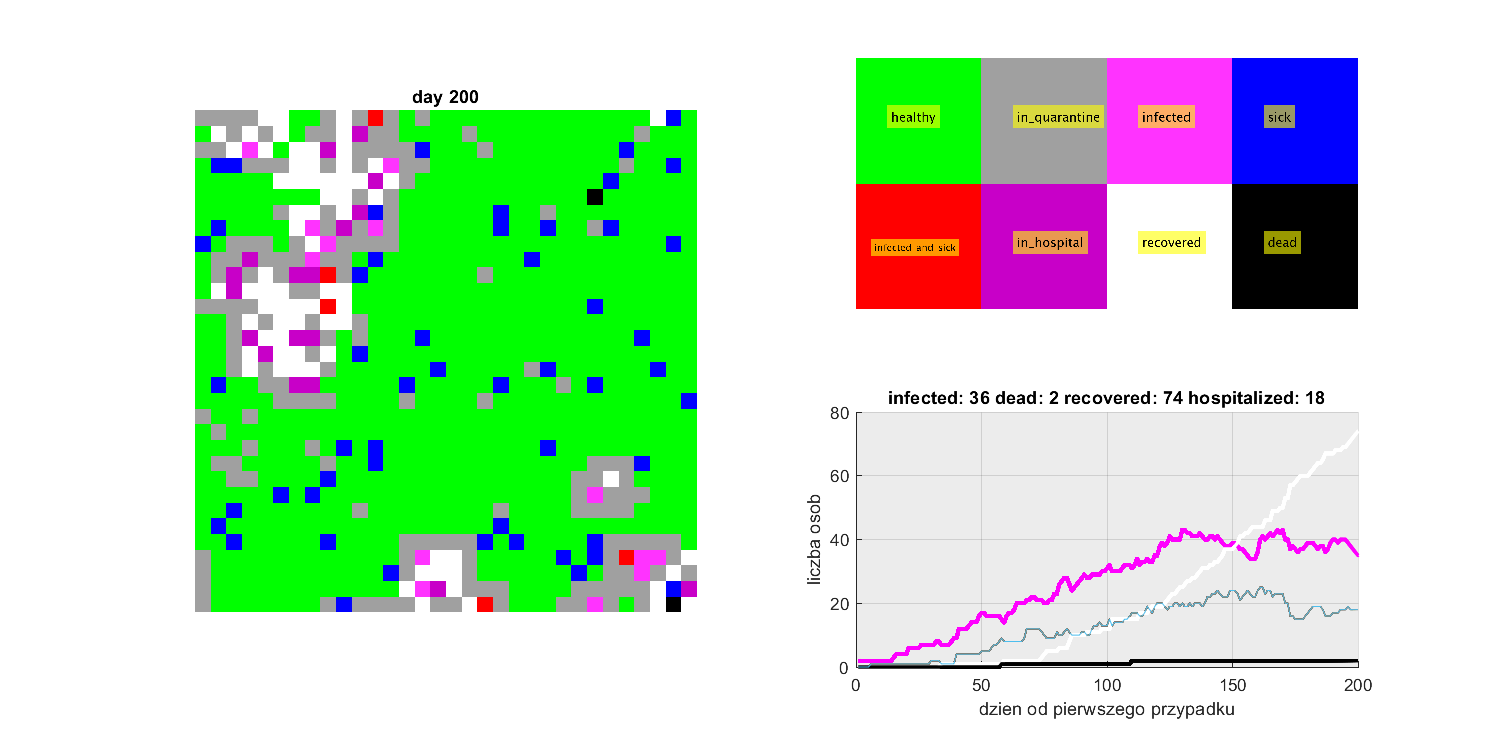 day 200
healthy
in_quarantine
infected
sick
infected and sick
in_hospital
recovered
dead
infected: 36 dead: 2 recovered: 74 hospitalized: 18
80
60
40
20
0
liczba osob
0 50 100 150 200
dzien od pierwszego przypadku